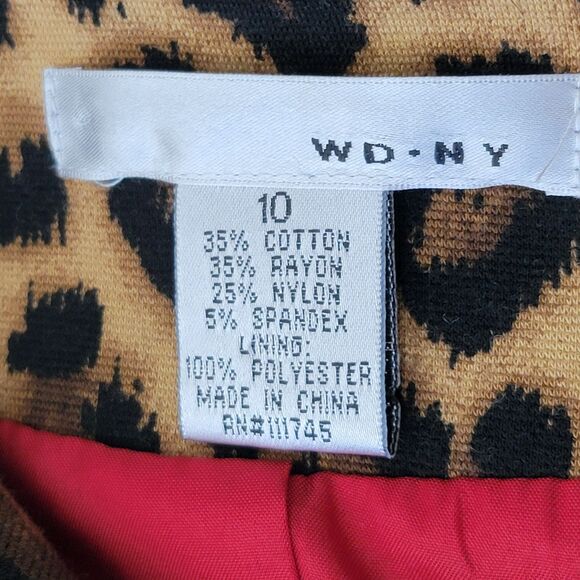 WD·NY
10
35% COTTON
35% RAYON
25% NYLON
5% SPANDEX
LINING:
100% POLYESTER
MADE IN CHINA
RN#111745